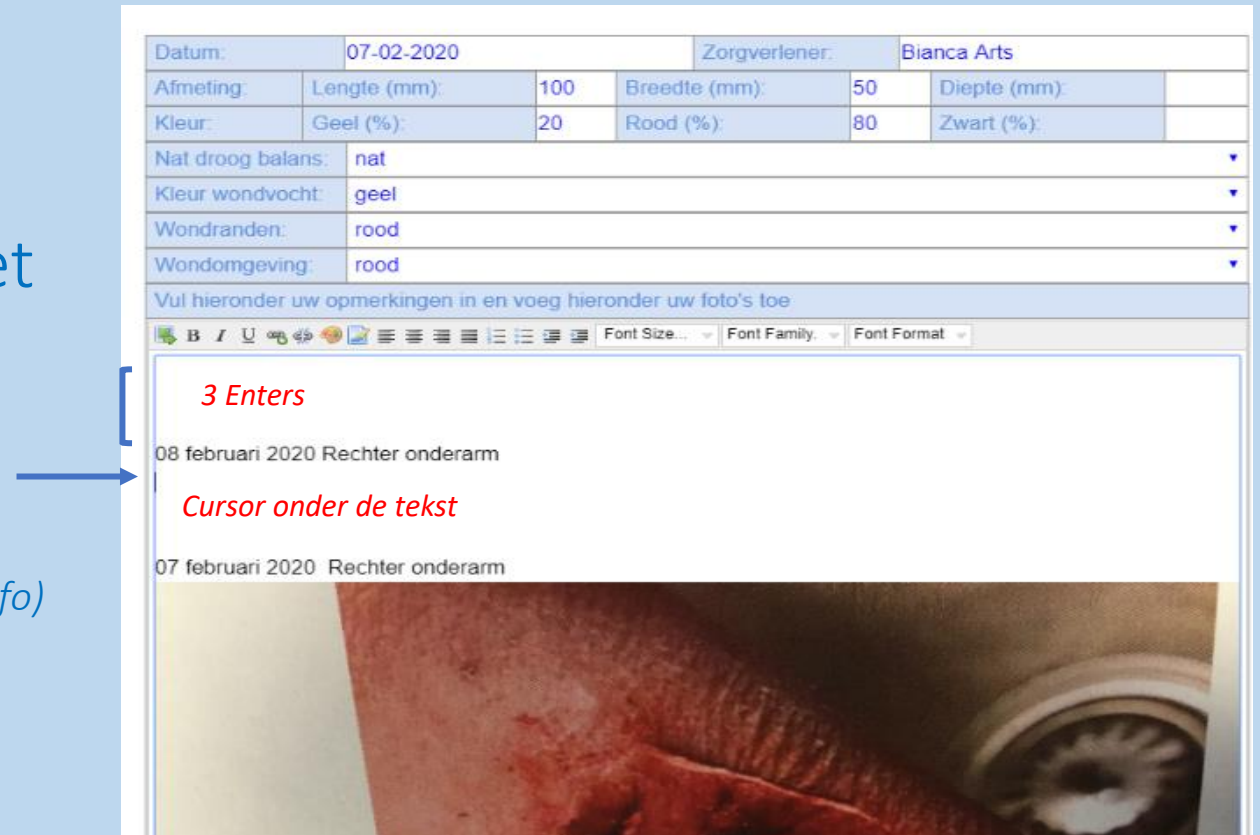 Datum: 07-02-2020 Zorgverlener: Bianca Arts
Afmeting: Lengte (mm): 100 Breedte (mm): 50 Diepte (mm):
Kleur: Geel (%): 20 Rood (%): 80 Zwart (%):
Nat droog balans: nat
Kleur wondvocht: geel
Wondranden: rood
Wondomgeving: rood
Vul hieronder uw opmerkingen in en voeg hieronder uw foto's toe
B I U Font Size... Font Family. Font Format
3 Enters
08 februari 2020 Rechter onderarm
Cursor onder de tekst
07 februari 2020 Rechter onderarm
et
fo)